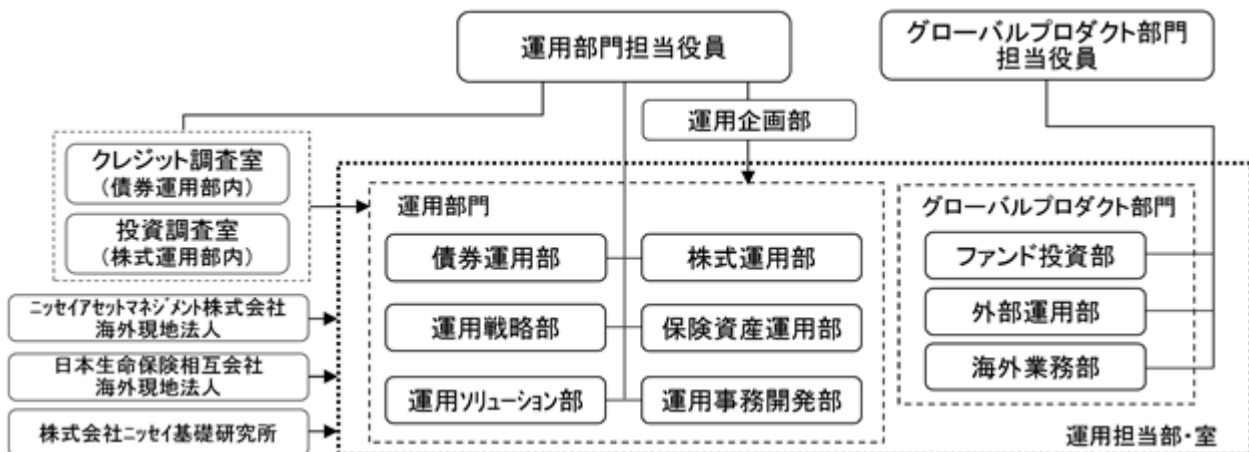 運用部門担当役員
グローバルプロダクト部門
担当役員
運用企画部
クレジット調査室
(債券運用部内)
投資調査室
(株式運用部内)
運用部門
債券運用部
株式運用部
運用戦略部
保険資産運用部
運用ソリューション部
運用事務開発部
グローバルプロダクト部門
ファンド投資部
外部運用部
海外業務部
ニッセイアセットマネジメント株式会社
海外現地法人
日本生命保険相互会社
海外現地法人
株式会社ニッセイ基礎研究所
運用担当部・室